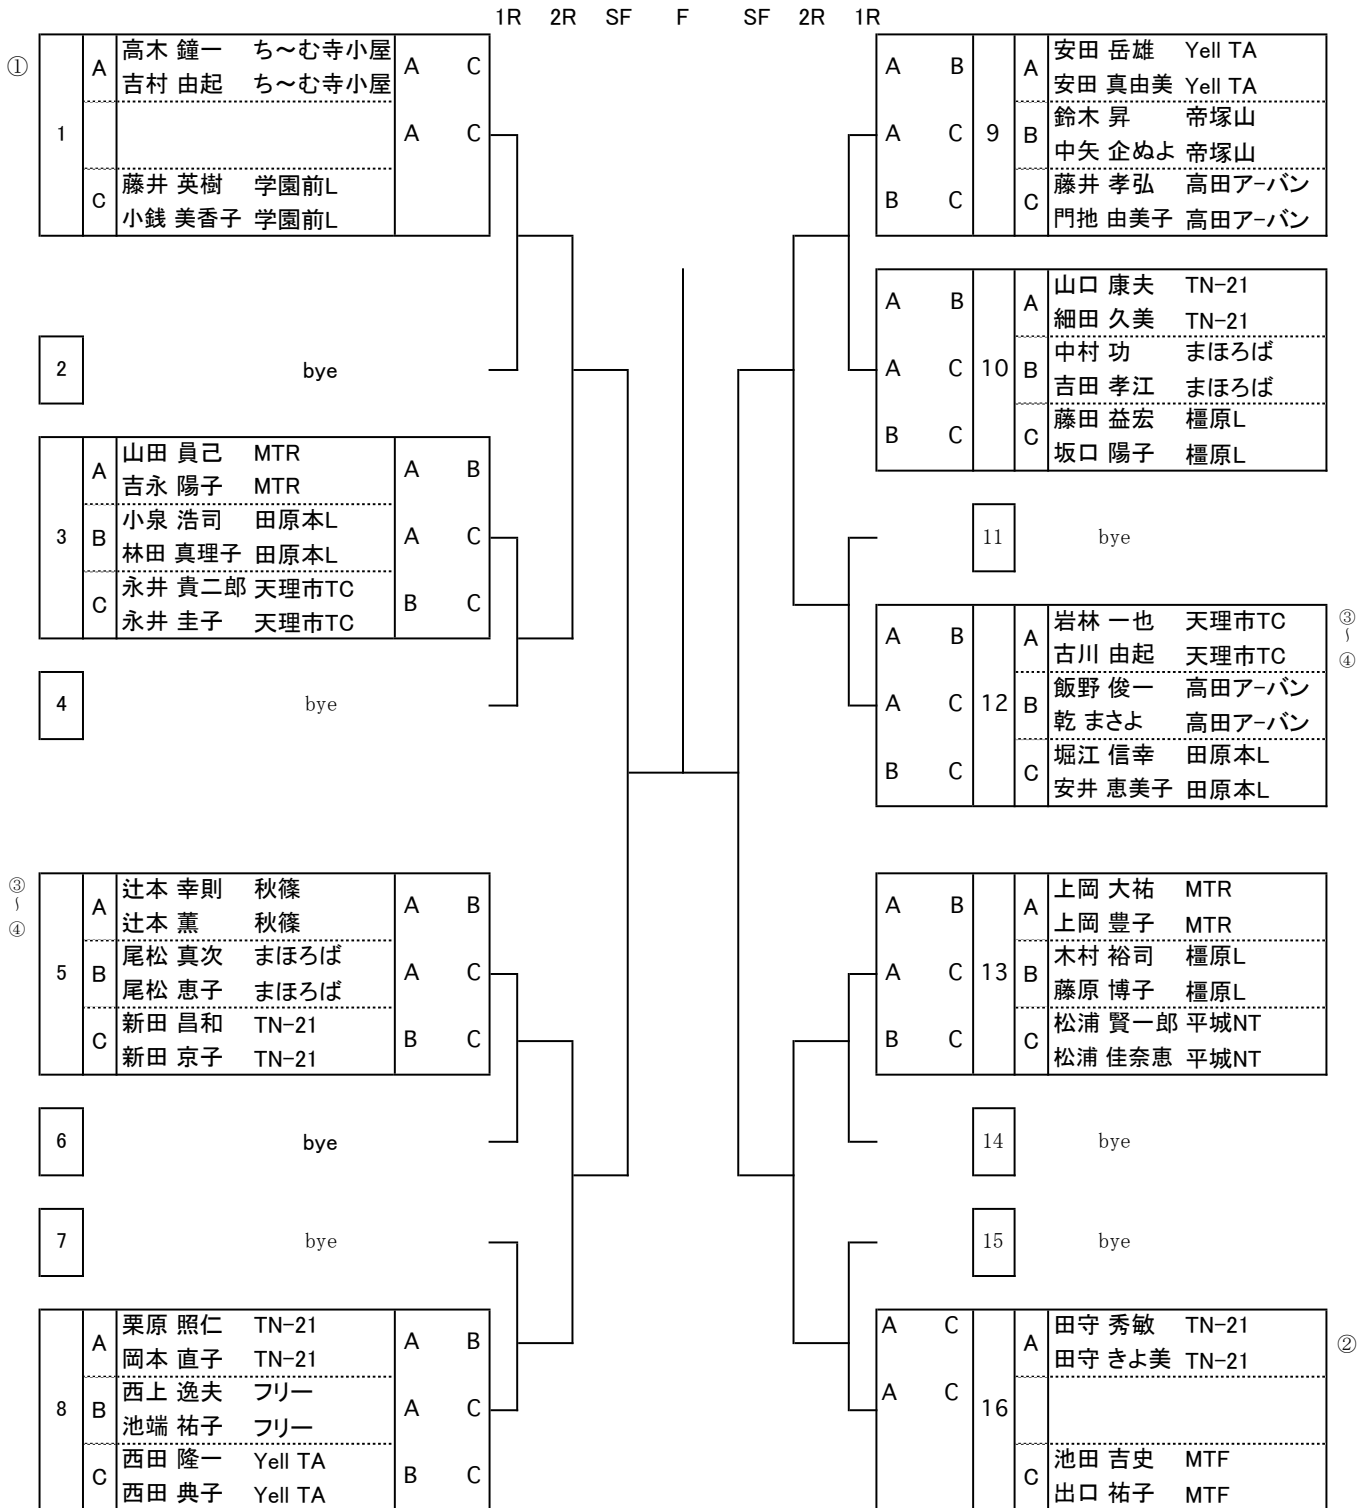 1R 2R SF F SF 2R 1R
①
1
A
高木 鐘一 ち～む寺小屋
吉村 由起 ち～む寺小屋
C
藤井 英樹 学園前L
小銭 美香子 学園前L
A C
A C
2
bye
3
A
山田 員己 MTR
吉永 陽子 MTR
B
小泉 浩司 田原本L
林田 真理子 田原本L
C
永井 貴二郎 天理市TC
永井 圭子 天理市TC
A B
A C
B C
4
bye
③
～
④
5
A
辻本 幸則 秋篠
辻本 薫 秋篠
B
尾松 真次 まほろば
尾松 恵子 まほろば
C
新田 昌和 TN-21
新田 京子 TN-21
A B
A C
B C
6
bye
7
bye
8
A
栗原 照仁 TN-21
岡本 直子 TN-21
B
西上 逸夫 フリー
池端 祐子 フリー
C
西田 隆一 Yell TA
西田 典子 Yell TA
A B
A C
B C
A B
A C
B C
9
A
安田 岳雄 Yell TA
安田 真由美 Yell TA
B
鈴木 昇 帝塚山
中矢 企ぬよ 帝塚山
C
藤井 孝弘 高田アーバン
門拙 由美子 高田アーバン
A B
A C
B C
10
A
山口 康夫 TN-21
細田 久美 TN-21
B
中村 功 まほろば
吉田 孝江 まほろば
C
藤田 益宏 橿原L
坂口 陽子 橿原L
11
bye
A B
A C
B C
12
A
岩林 一也 天理市TC
古川 由起 天理市TC
B
飯野 俊一 高田アーバン
乾 まさよ 高田アーバン
C
堀江 信幸 田原本L
安井 恵美子 田原本L
③
～
④
A B
A C
B C
13
A
上岡 大祐 MTR
上岡 豊子 MTR
B
木村 裕司 橿原L
藤原 博子 橿原L
C
松浦 賢一郎 平城NT
松浦 佳奈恵 平城NT
14
bye
15
bye
A C
A C
16
A
田守 秀敏 TN-21
田守 きよ美 TN-21
C
池田 吉史 MTF
出口 祐子 MTF
②